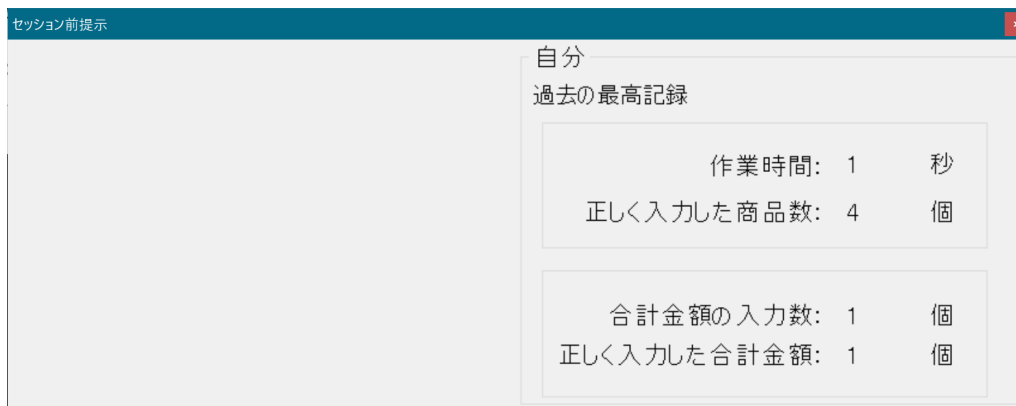 セッション前提示
自分
過去の最高記録
作業時間: 1 秒
正しく入力した商品数: 4 個
合計金額の入力数: 1 個
正しく入力した合計金額: 1 個